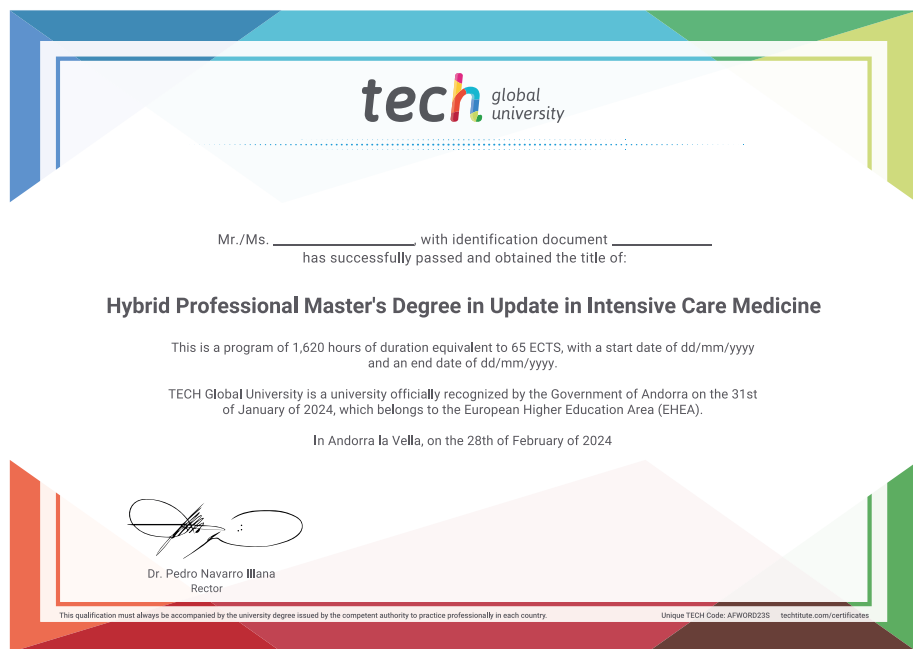 tech global
university
Mr./Ms. ________________, with identification document ___________
has successfully passed and obtained the title of:
Hybrid Professional Master's Degree in Update in Intensive Care Medicine
This is a program of 1,620 hours of duration equivalent to 65 ECTS, with a start date of dd/mm/yyyy
and an end date of dd/mm/yyyy.
TECH Global University is a university officially recognized by the Government of Andorra on the 31st
of January of 2024, which belongs to the European Higher Education Area (EHEA).
In Andorra la Vella, on the 28th of February of 2024
Dr. Pedro Navarro Illana
Rector
This qualification must always be accompanied by the university degree issued by the competent authority to practice professionally in each country. Unique TECH Code: AFWORD23S techtitute.com/certificates